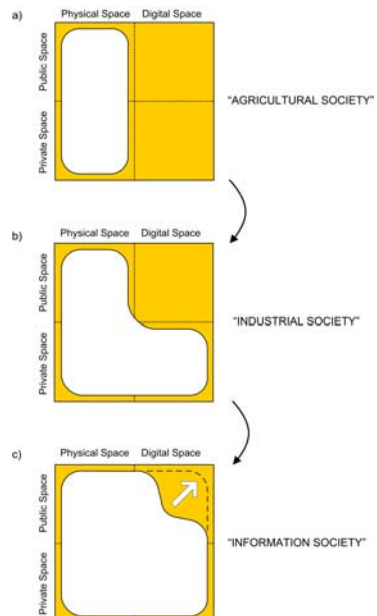 a)
Physical Space Digital Space
Public Space
Private Space
"AGRICULTURAL SOCIETY"
b)
Physical Space Digital Space
Public Space
Private Space
"INDUSTRIAL SOCIETY"
c)
Physical Space Digital Space
Public Space
Private Space
"INFORMATION SOCIETY"